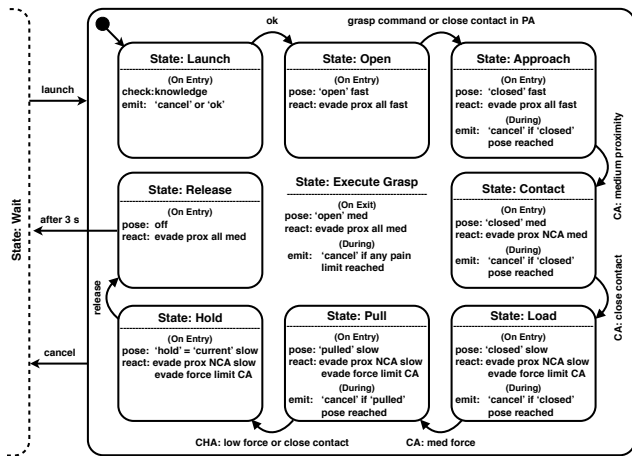 ok
grasp command or close contact in PA
State: Launch
(On Entry)
check:knowledge
emit: 'cancel' or 'ok'
State: Open
(On Entry)
pose: 'open' fast
react: evade prox all fast
State: Approach
(On Entry)
pose: 'closed' fast
react: evade prox all fast
(During)
emit: 'cancel' if 'closed'
pose reached
launch
CA: medium proximity
State: Wait
after 3 s
State: Release
(On Entry)
pose: off
react: evade prox all med
State: Execute Grasp
(On Exit)
pose: 'open' med
react: evade prox all med
(During)
emit: 'cancel' if any pain
limit reached
State: Contact
(On Entry)
pose: 'closed' med
react: evade prox NCA med
(During)
emit: 'cancel' if 'closed'
pose reached
release
CA: close contact
cancel
State: Hold
(On Entry)
pose: 'hold' = 'current' slow
react: evade prox NCA slow
evade force limit CA
State: Pull
(On Entry)
pose: 'pulled' slow
react: evade prox NCA slow
evade force limit CA
(During)
emit: 'cancel' if 'pulled'
pose reached
State: Load
(On Entry)
pose: 'closed' slow
react: evade prox NCA slow
evade force limit CA
(During)
emit: 'cancel' if 'closed'
pose reached
CHA: low force or close contact
CA: med force